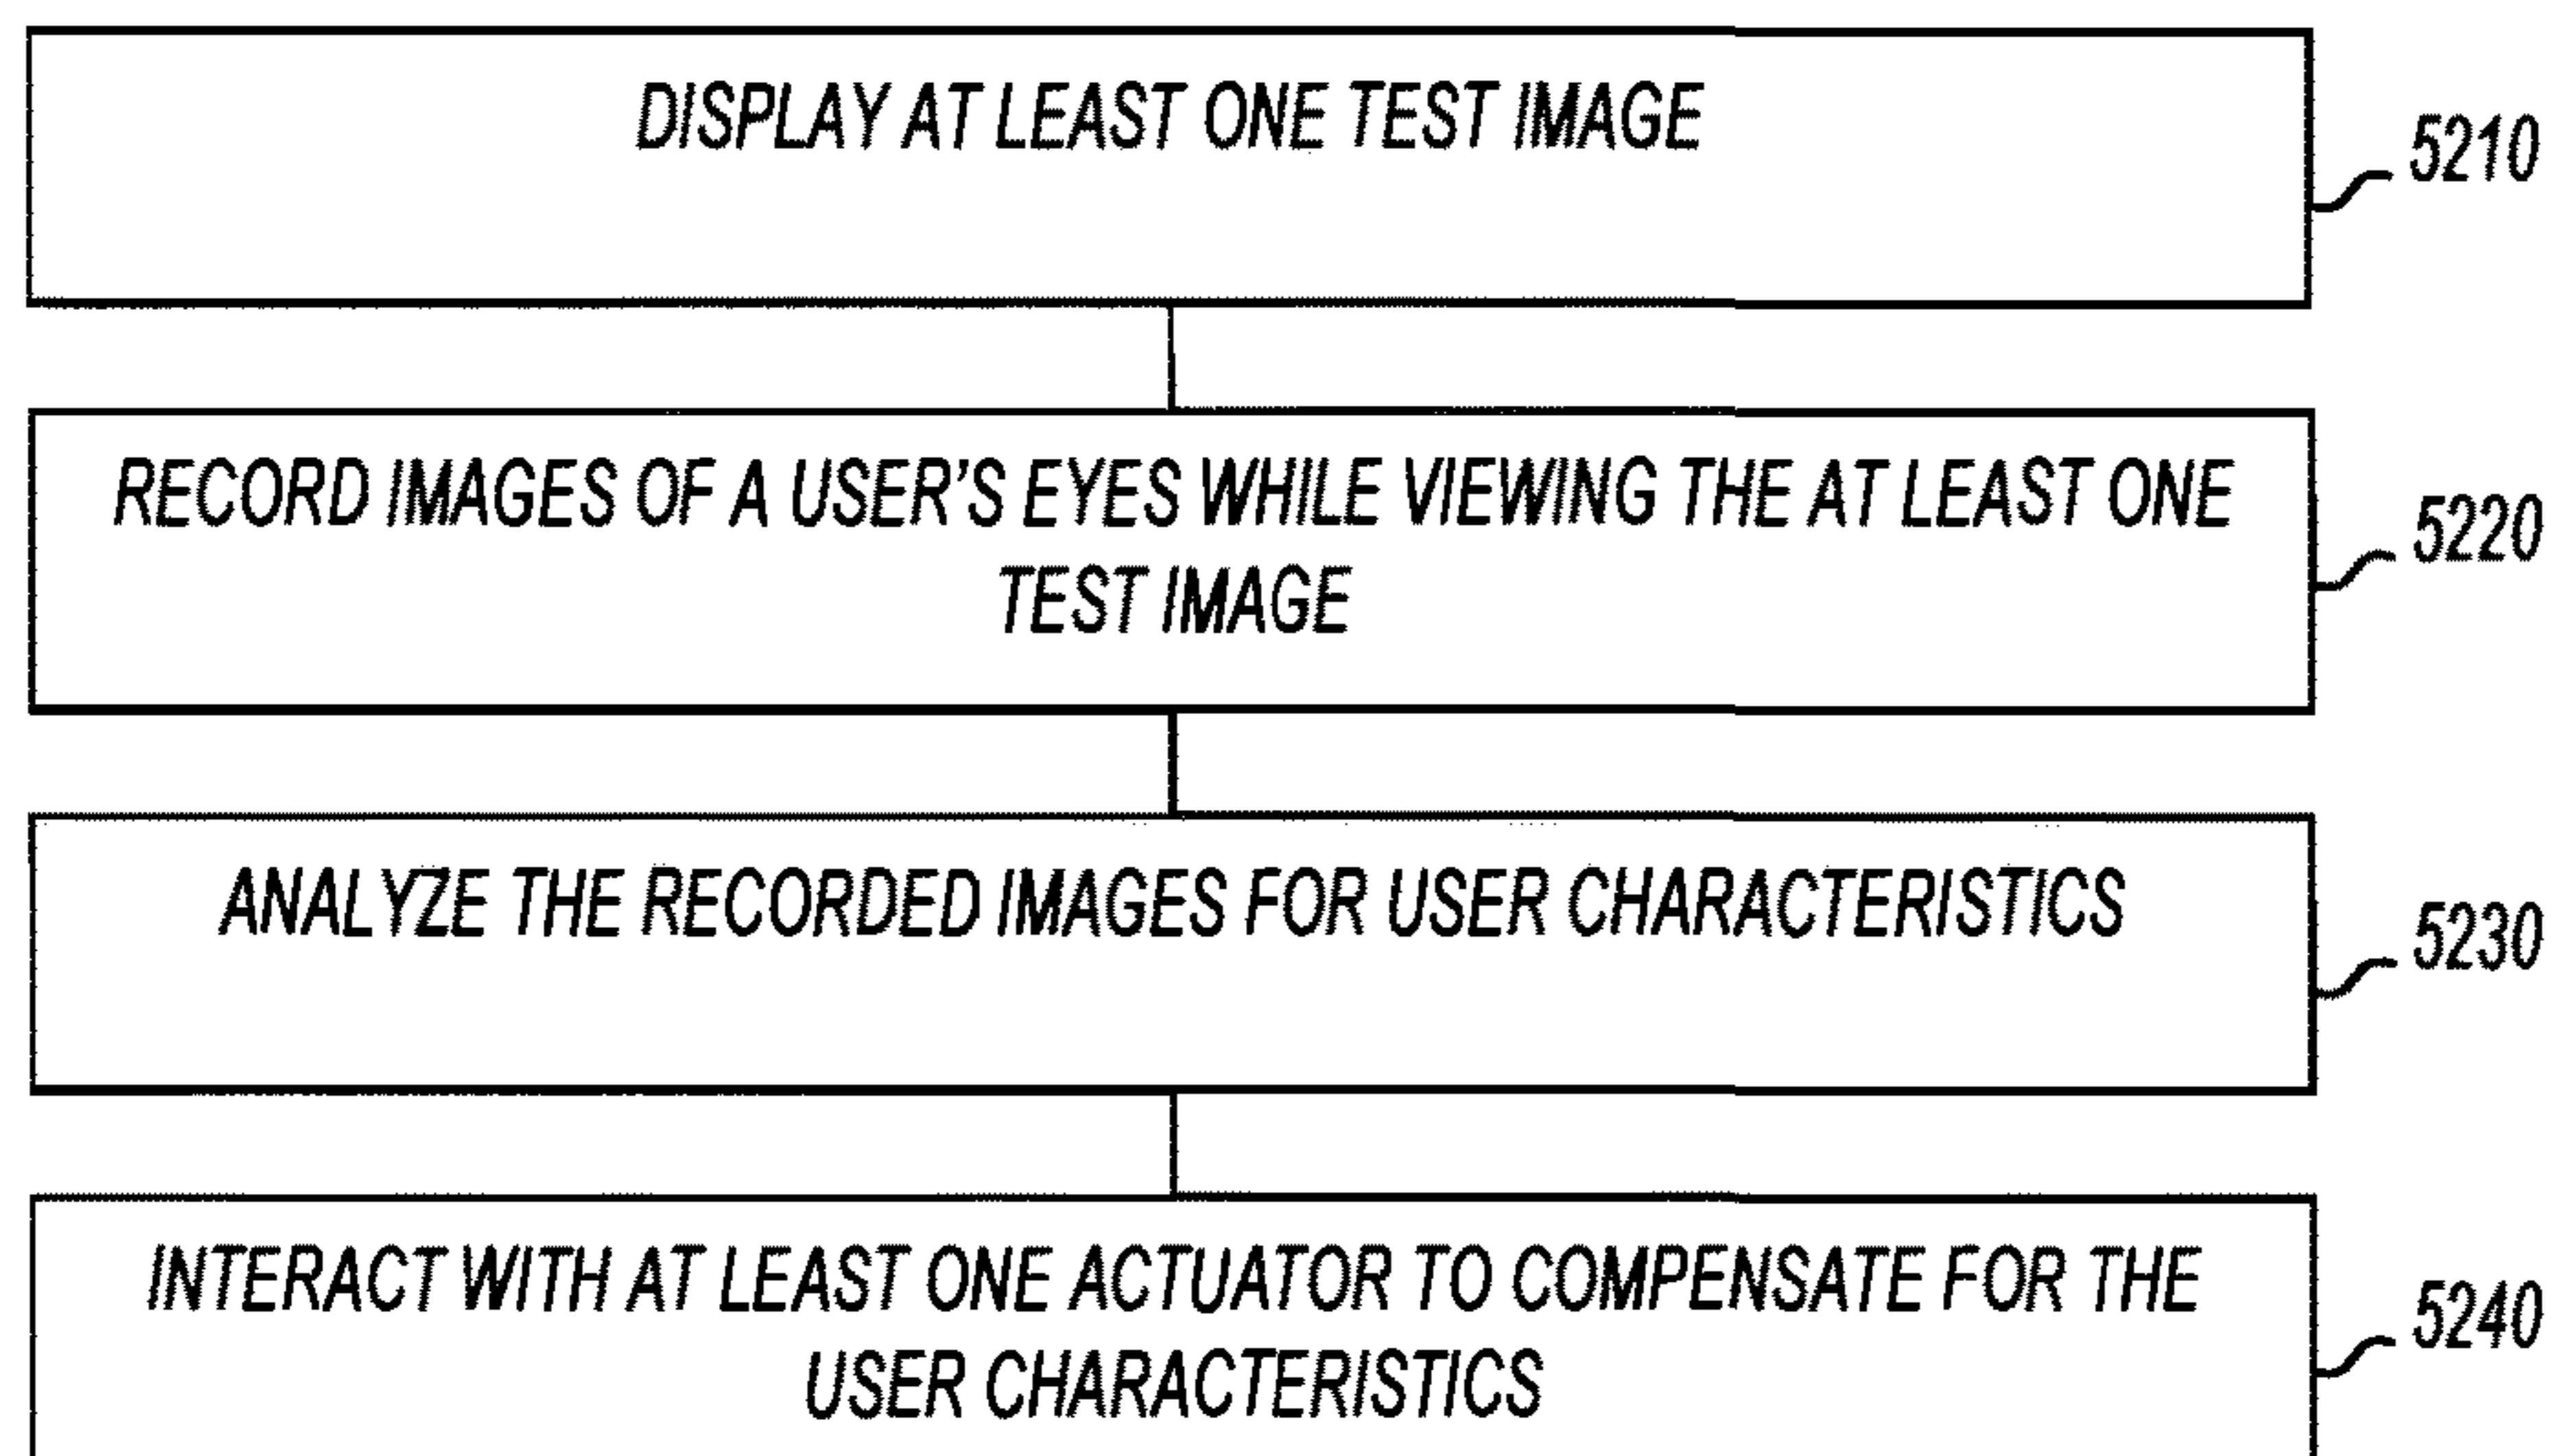 DISPLAY AT LEAST ONE TEST IMAGE
5210
RECORD IMAGES OF A USER'S EYES WHILE VIEWING THE AT LEAST ONE
TEST IMAGE
5220
ANALYZE THE RECORDED IMAGES FOR USER CHARACTERISTICS
5230
INTERACT WITH AT LEAST ONE ACTUATOR TO COMPENSATE FOR THE
USER CHARACTERISTICS
5240